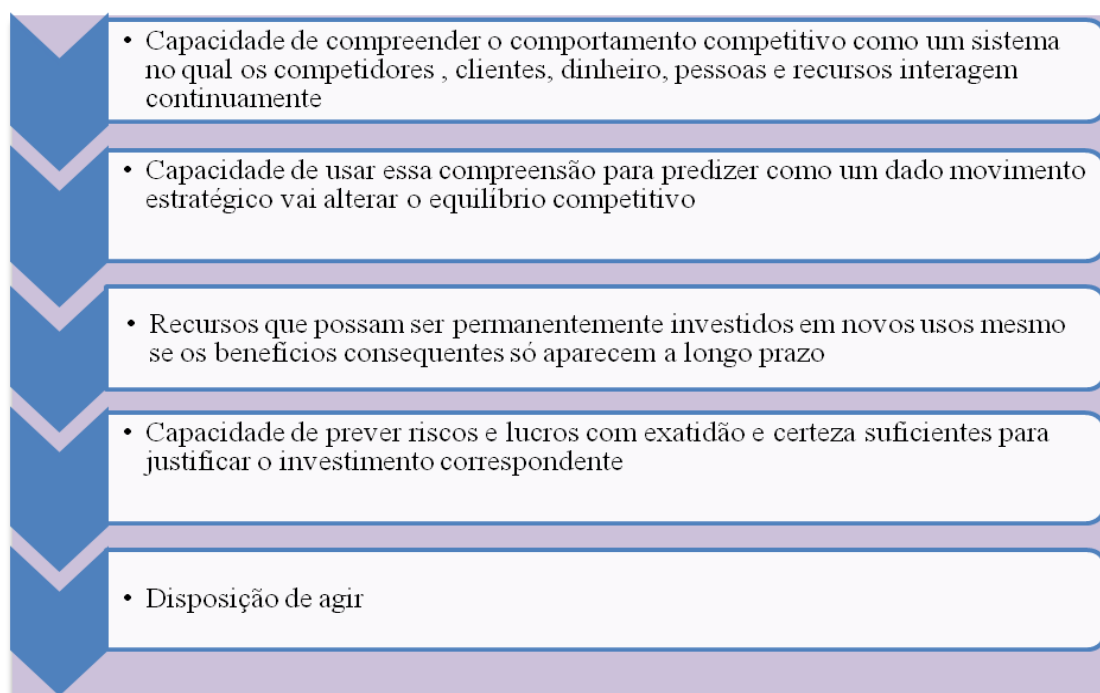 • Capacidade de compreender o comportamento competitivo como um sistema
no qual os competidores , clientes, dinheiro, pessoas e recursos interagem
continuamente
• Capacidade de usar essa compreensão para predizer como um dado movimento
estratégico vai alterar o equilíbrio competitivo
• Recursos que possam ser permanentemente investidos em novos usos mesmo
se os benefícios consequentes só aparecem a longo prazo
• Capacidade de prever riscos e lucros com exatidão e certeza suficientes para
justificar o investimento correspondente
• Disposição de agir